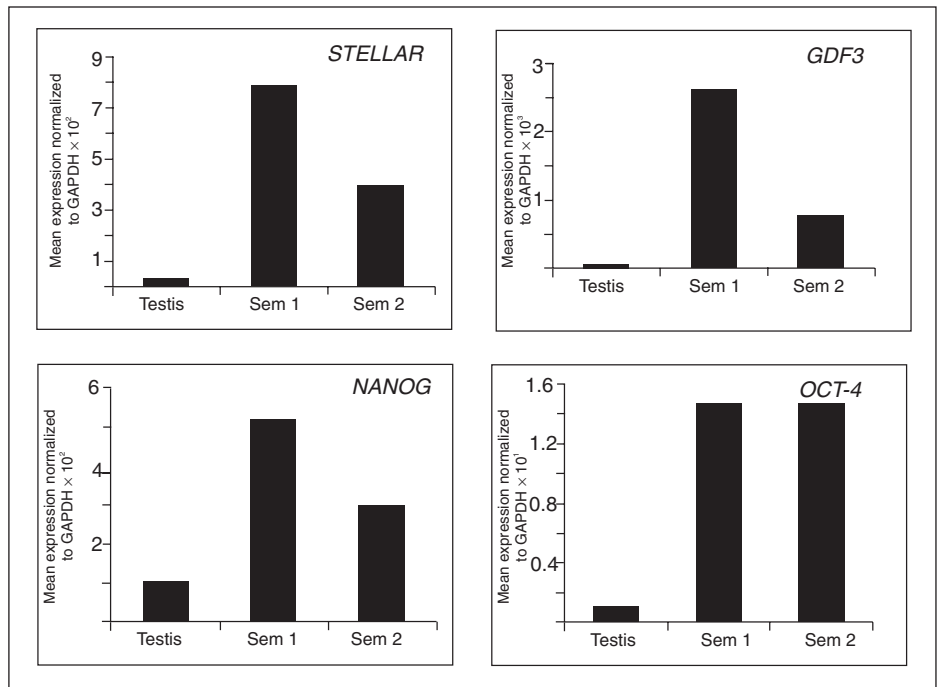 STELLAR
Mean expression normalized
to GAPDH × 10²
9
7
5
3
1
Testis Sem 1 Sem 2
GDF3
Mean expression normalized
to GAPDH × 10³
3
2
1
Testis Sem 1 Sem 2
NANOG
Mean expression normalized
to GAPDH × 10²
6
4
2
Testis Sem 1 Sem 2
OCT-4
Mean expression normalized
to GAPDH × 10¹
1.6
1.2
0.8
0.4
Testis Sem 1 Sem 2